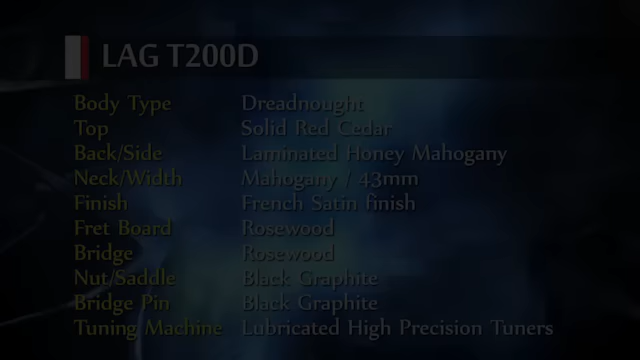 LAG T200D
Body Type Dreadnought
Top Solid Red Cedar
Back/Side Laminated Honey Mahogany
Neck/Width Mahogany / 43mm
Finish French Satin finish
Fret Board Rosewood
Bridge Rosewood
Nut/Saddle Black Graphite
Bridge Pin Black Graphite
Tuning Machine Lubricated High Precision Tuners